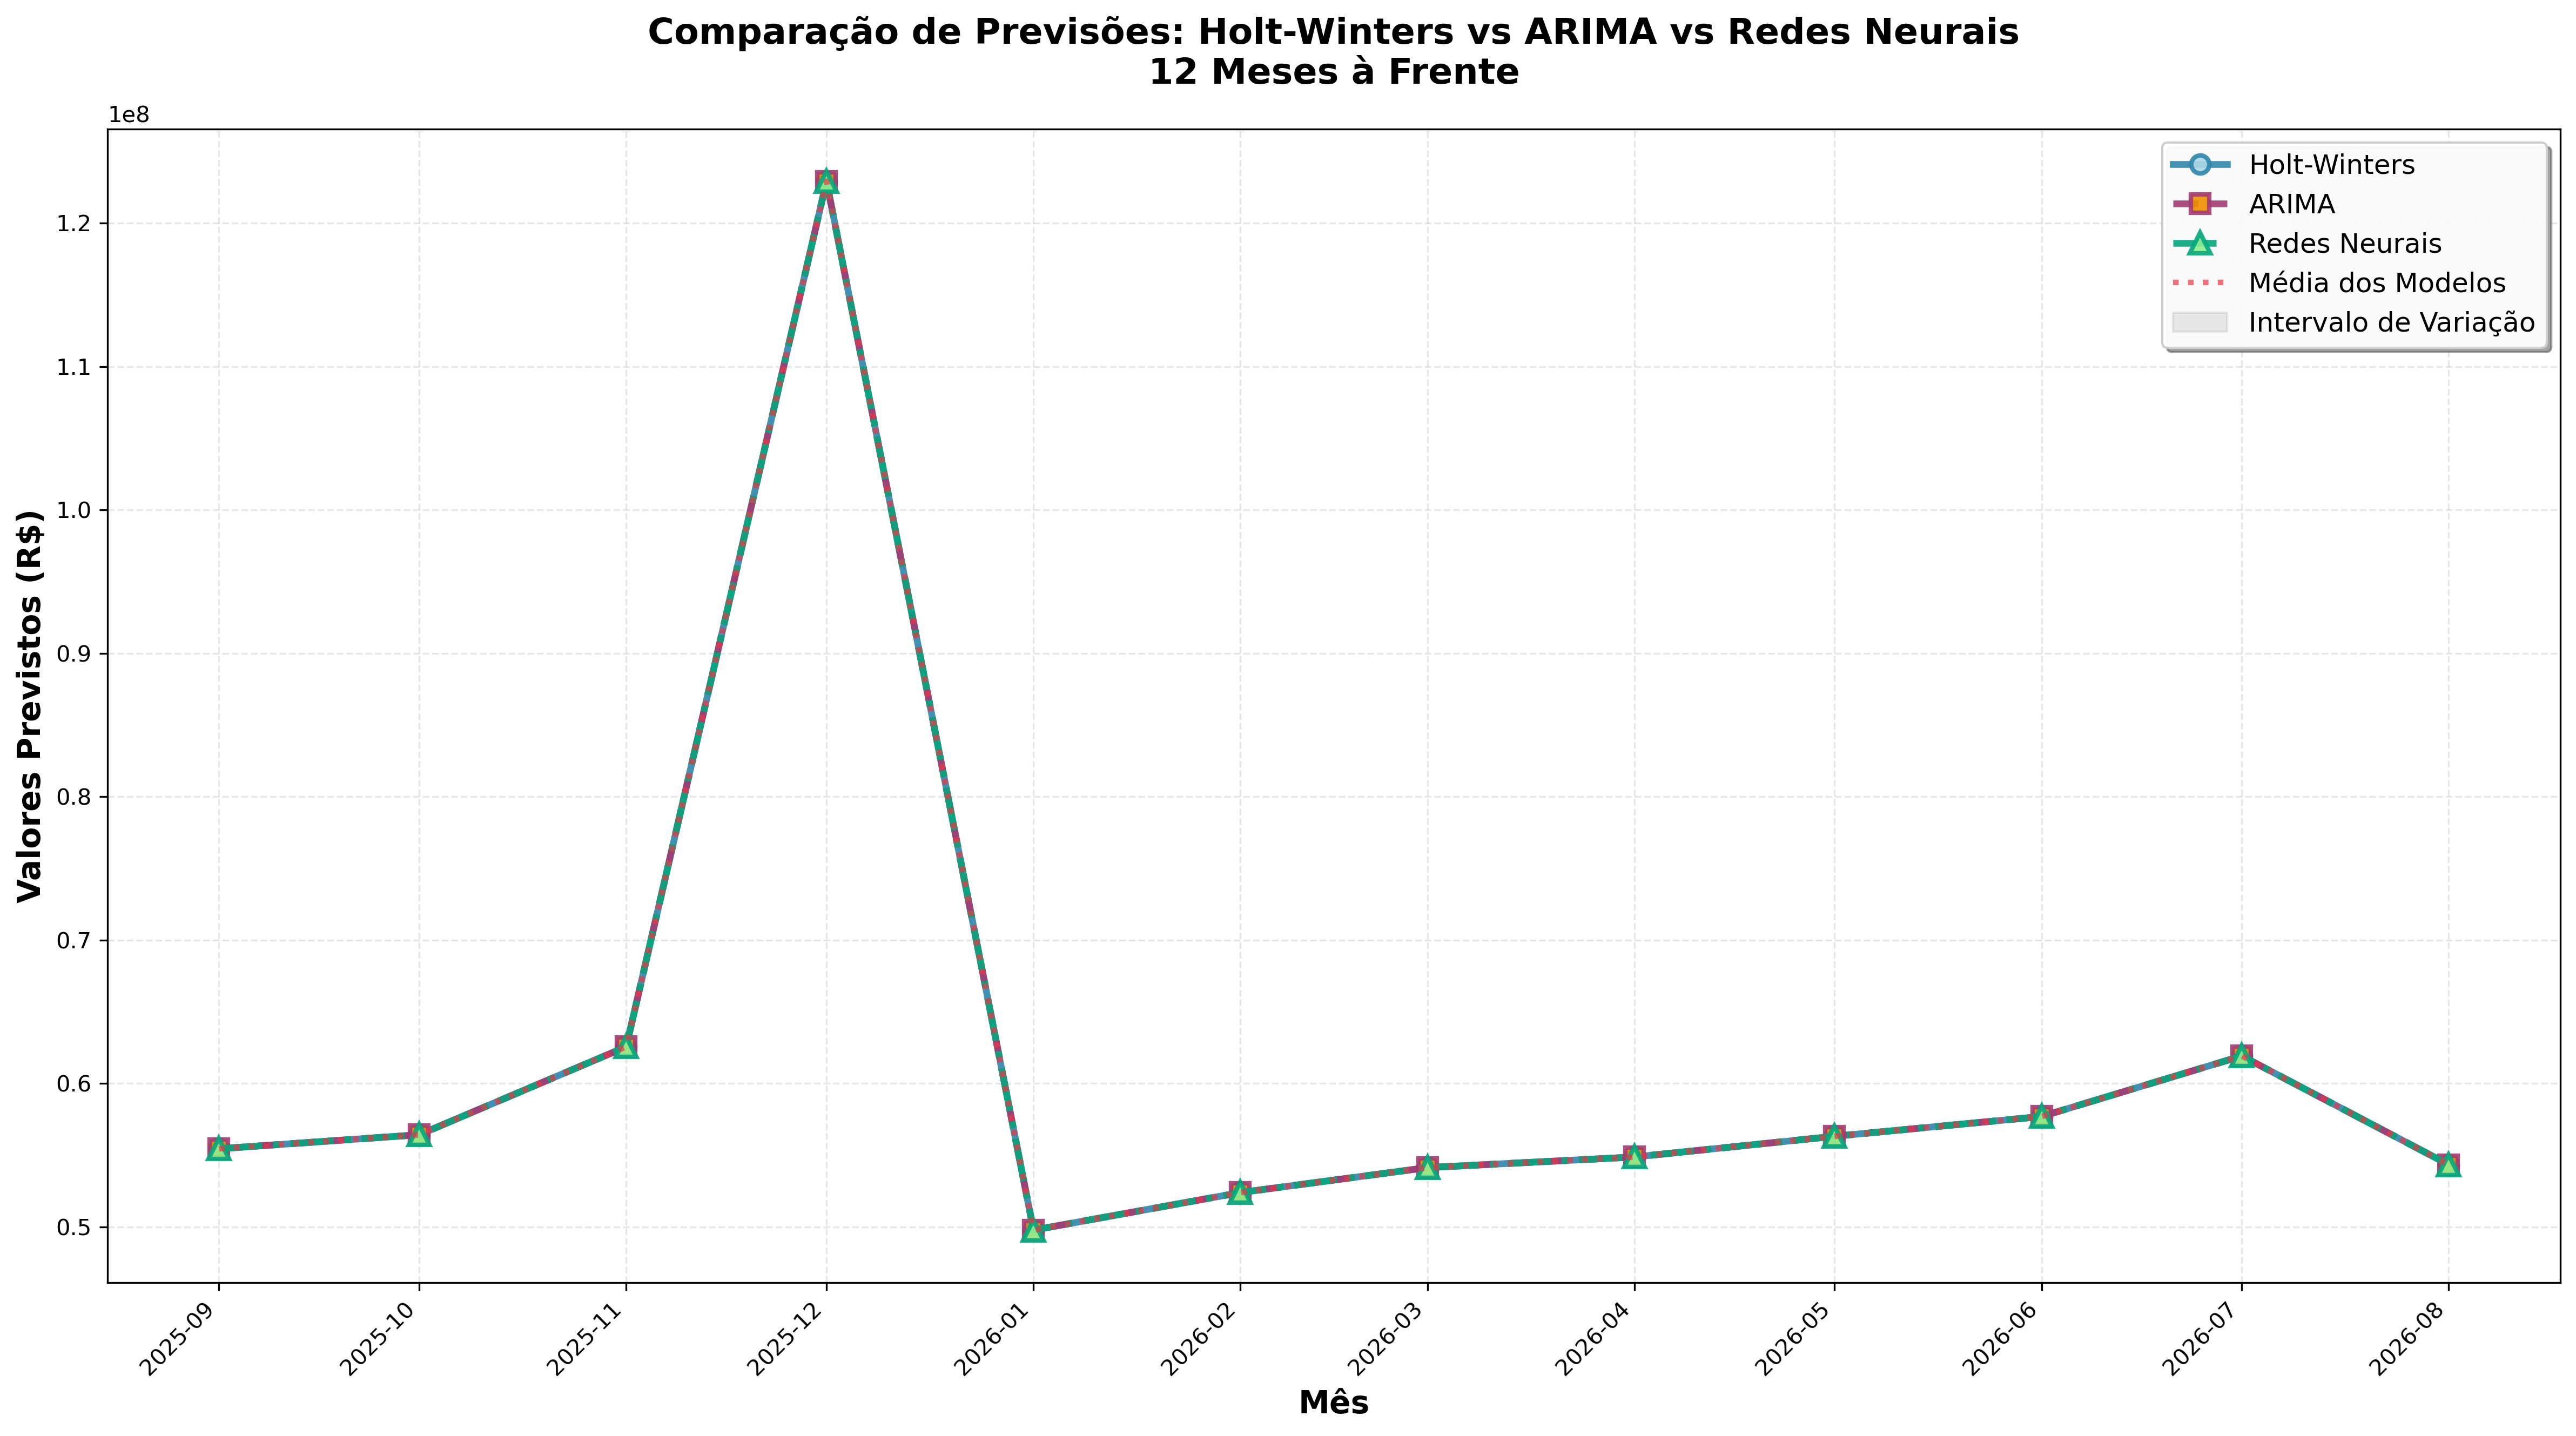 Comparação de Previsões: Holt-Winters vs ARIMA vs Redes Neurais
12 Meses à Frente
1e8
Holt-Winters
ARIMA
Redes Neurais
Média dos Modelos
Intervalo de Variação
Valores Previstos (R$)
1.2
1.1
1.0
0.9
0.8
0.7
0.6
0.5
2025-09
2025-10
2025-11
2025-12
2026-01
2026-02
2026-03
2026-04
2026-05
2026-06
2026-07
2026-08
Mês